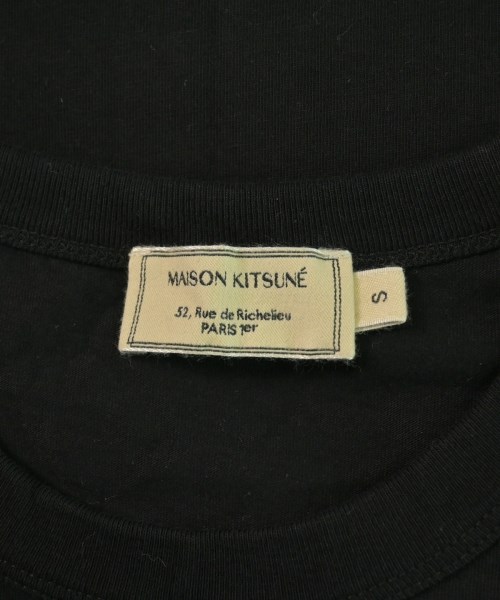 MAISON KITSUNÉ
52, Rue de Richelieu
PARIS 1er
S